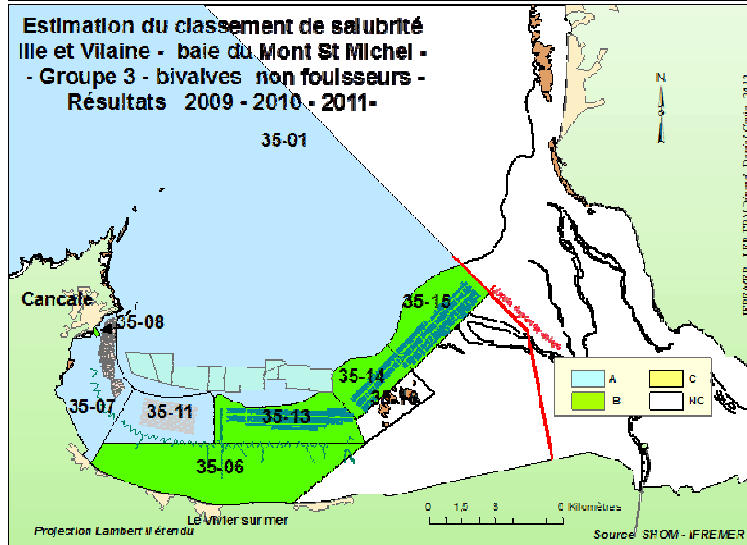 Estimation du classement de salubrité
Ille et Vilaine - baie du Mont St Michel -
- Groupe 3 - bivalves non fouisseurs -
Résultats 2009 - 2010 - 2011-
35-01
N
Cancale
35-08
35-15
35-14
35-07
35-11
35-13
35-06
A
C
B
NC
Le Vivier sur mer
0 1,5 3 6 Kilomètres
Projection Lambert II étendu
Source SHOM - IFREMER